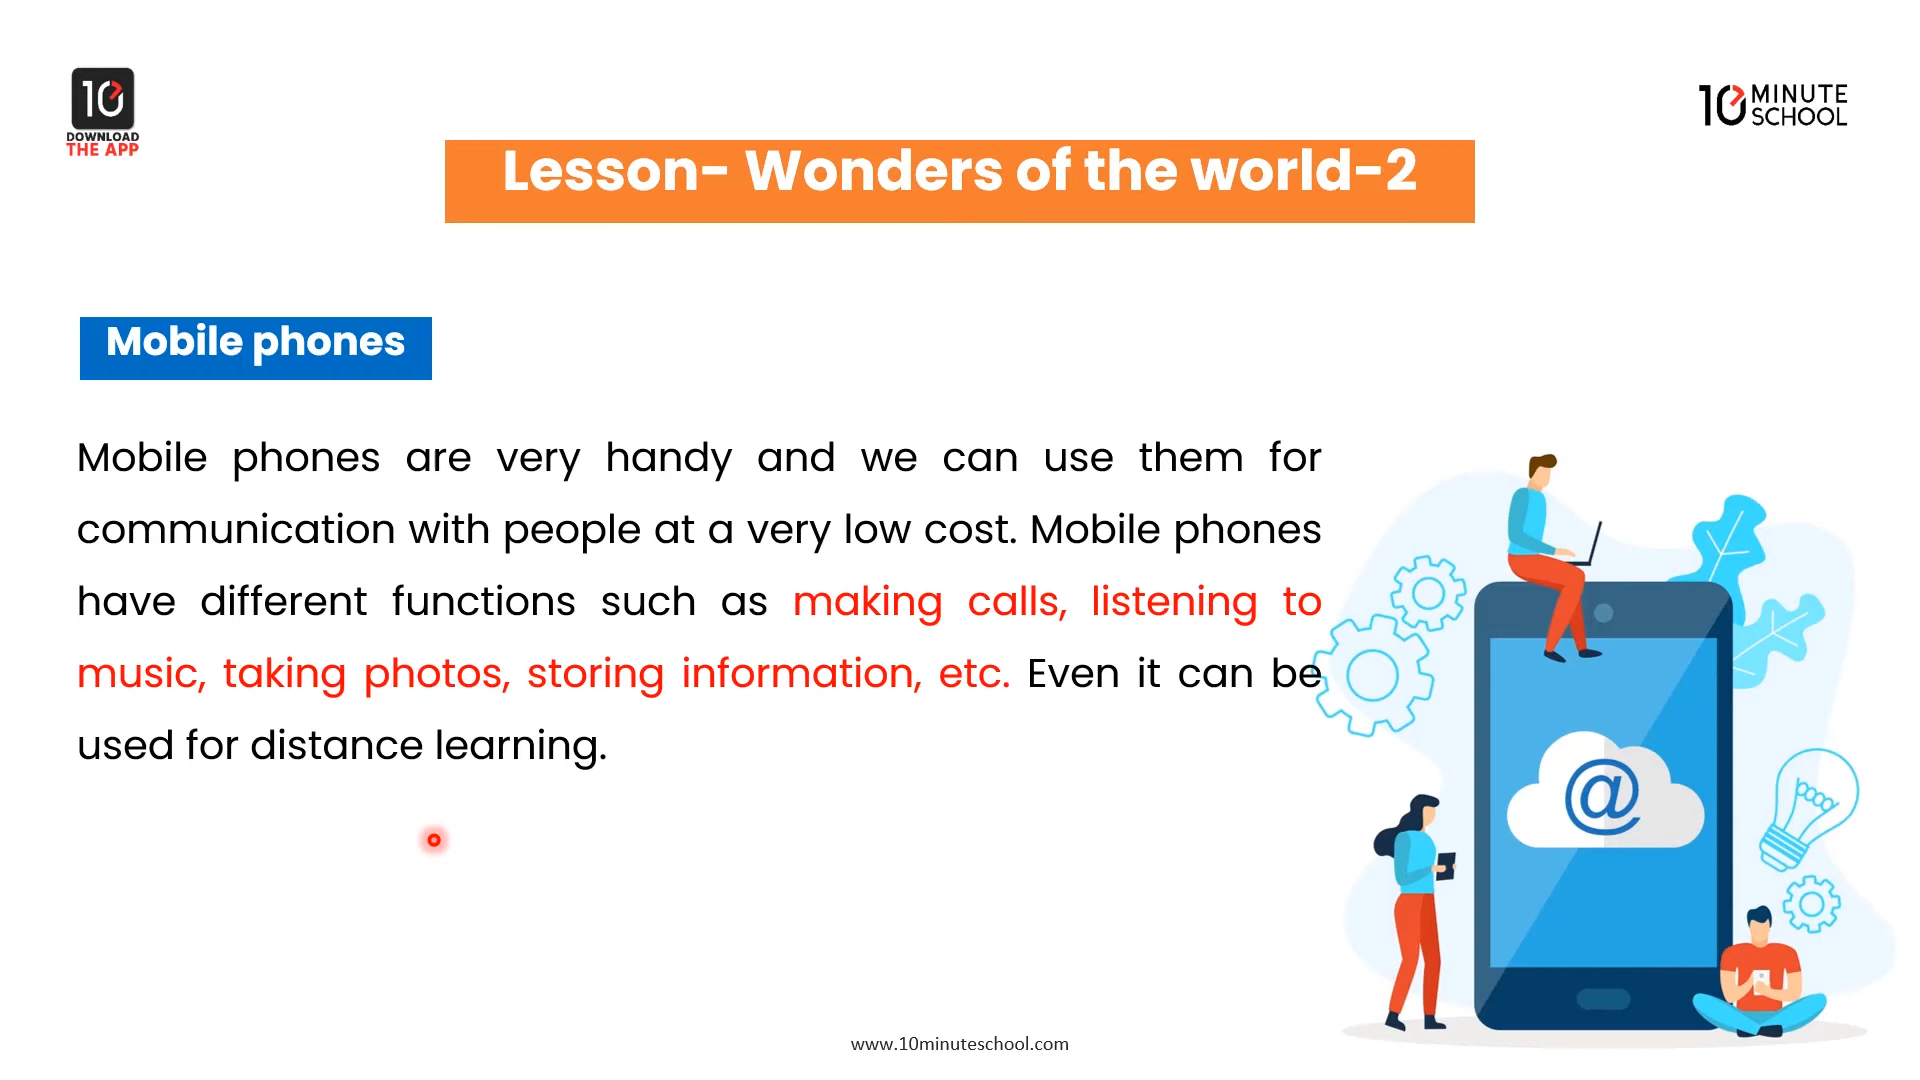 10
DOWNLOAD
THE APP
10 MINUTE
SCHOOL
Lesson- Wonders of the world-2
Mobile phones
Mobile phones are very handy and we can use them for
communication with people at a very low cost. Mobile phones
have different functions such as making calls, listening to
music, taking photos, storing information, etc. Even it can be
used for distance learning.
@
www.10minuteschool.com